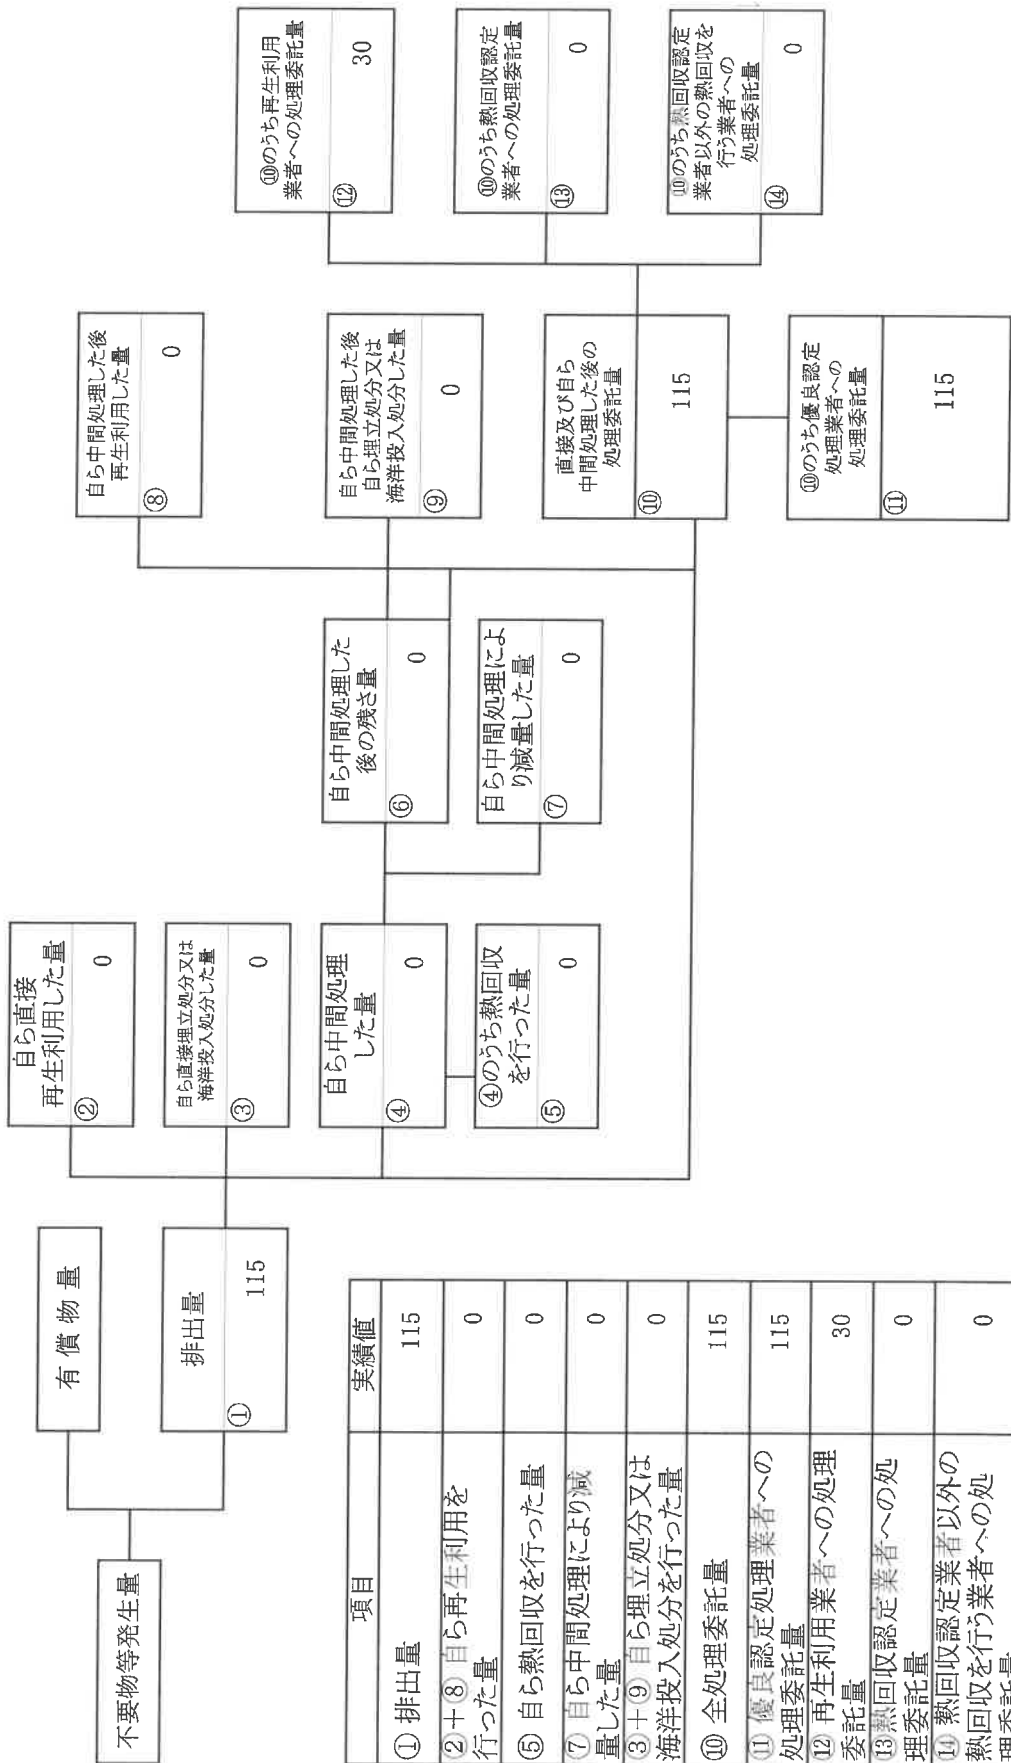 不要物等発生量
有償物量
排出量
①
115
自ら直接
再生利用した量
②
0
自ら直接埋立処分又は
海洋投入処分した量
③
0
自ら中間処理
した量
④
0
④のうち熱回収
を行った量
⑤
0
自ら中間処理した
後の残さ量
⑥
0
自ら中間処理によ
り減量した量
⑦
0
自ら中間処理した後
再生利用した量
⑧
0
自ら中間処理した後
自ら埋立処分又は
海洋投入処分した量
⑨
0
直接及び自ら
中間処理した後の
処理委託量
⑩
115
⑩のうち優良認定
処理業者への
処理委託量
⑪
115
⑩のうち再生利用
業者への処理委託量
⑫
30
⑩のうち熱回収認定
業者への処理委託量
⑬
0
⑩のうち熱回収認定
業者以外の熱回収を
行う業者への
処理委託量
⑭
0
項目 実績値
① 排出量 115
②+⑧ 自ら再生利用を
行った量 0
⑤ 自ら熱回収を行った量 0
⑦ 自ら中間処理により減
量した量 0
③+⑨ 自ら埋立処分又は
海洋投入処分を行った量 0
⑩ 全処理委託量 115
⑪ 優良認定処理業者への
処理委託量 115
⑫ 再生利用業者への処理
委託量 30
⑬熱回収認定業者への処
理委託量 0
⑭ 熱回収認定業者以外の
熱回収を行う業者への処
理委託量 0